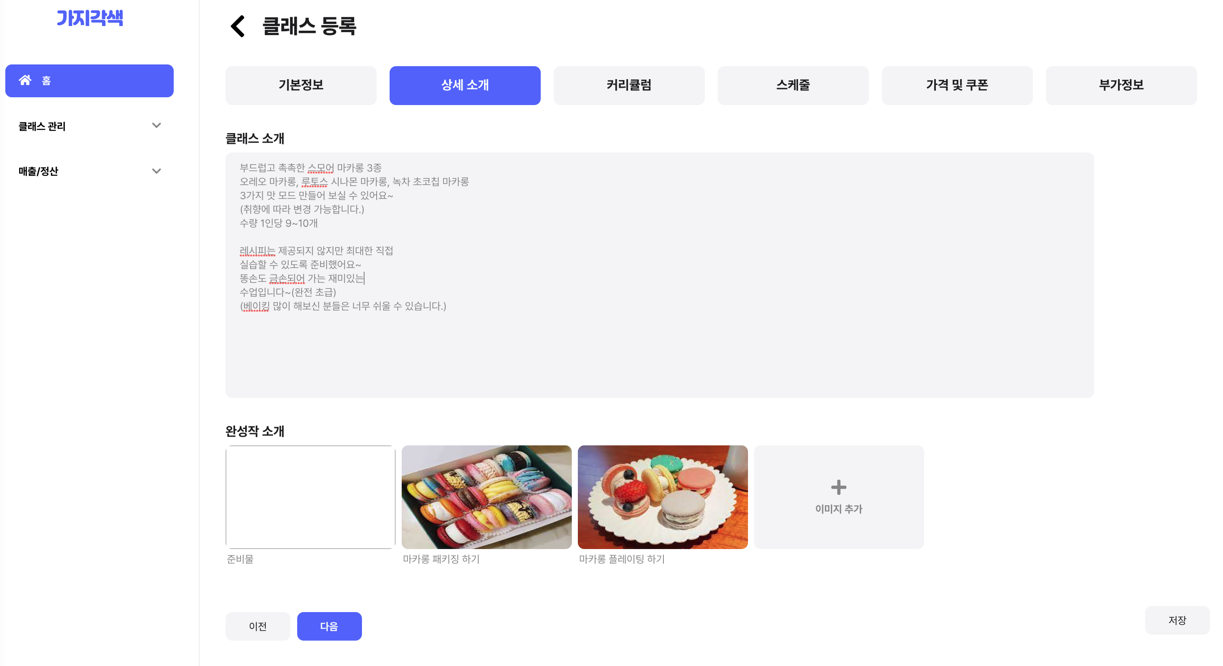 가지각색
클래스 등록
홈
클래스 관리
매출/정산
기본정보
상세 소개
커리큘럼
스케줄
가격 및 쿠폰
부가정보
클래스 소개
부드럽고 촉촉한 스모어 마카롱 3종
오레오 마카롱, 루토스 시나몬 마카롱, 녹차 초코칩 마카롱
3가지 맛 모드 만들어 보실 수 있어요~
(취향에 따라 변경 가능합니다.)
수량 1인당 9~10개
레시피는 제공되지 않지만 최대한 직접
실습할 수 있도록 준비했어요~
똥손도 금손되어 가는 재미있는
수업입니다~(완전 초급)
(베이킹 많이 해보신 분들은 너무 쉬울 수 있습니다.)
완성작 소개
이미지 추가
준비물
마카롱 패키징 하기
마카롱 플레이팅 하기
이전
다음
저장